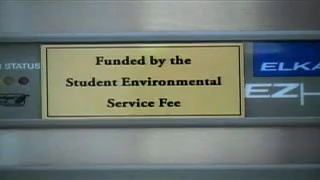 STATUS
Funded by the
Student Environmental
Service Fee
ELKA
EZH